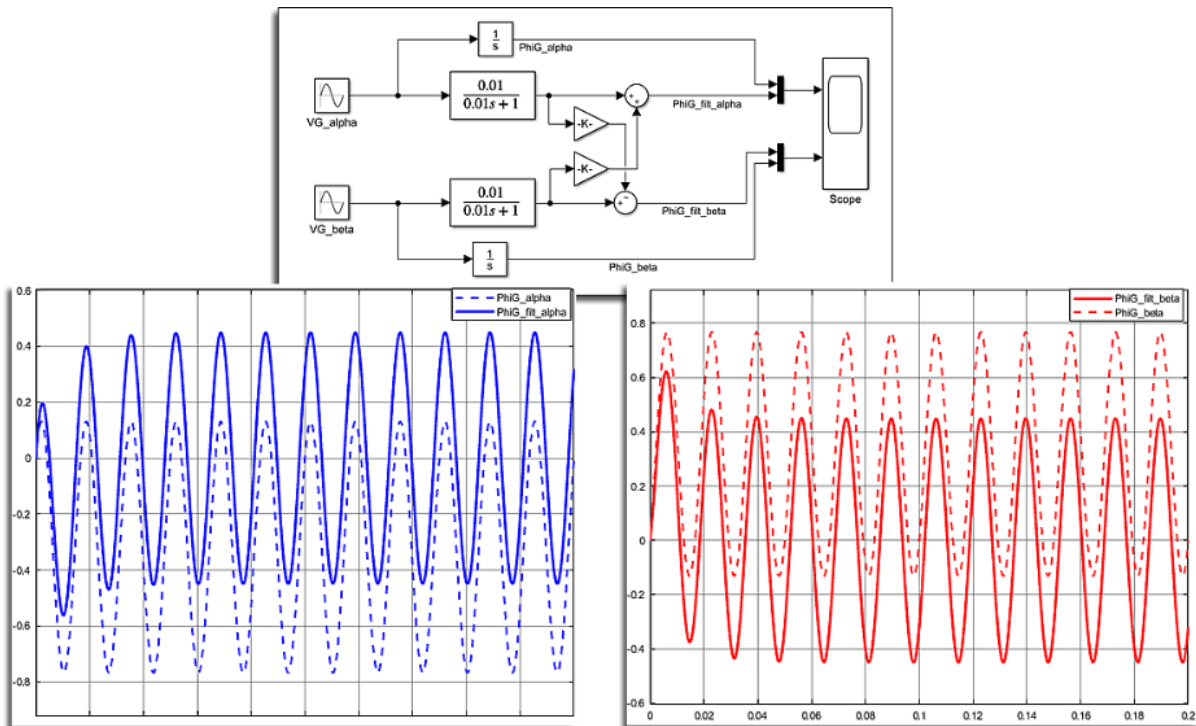 1
s
PhiG_alpha
0.01
0.01s + 1
VG_alpha
+
+
PhiG_filt_alpha
-K-
-K-
0.01
0.01s + 1
VG_beta
+
−
PhiG_filt_beta
Scope
1
s
PhiG_beta
0.6
0.4
0.2
0
-0.2
-0.4
-0.6
-0.8
PhiG_alpha
PhiG_filt_alpha
0.8
0.6
0.4
0.2
0
-0.2
-0.4
-0.6
PhiG_filt_beta
PhiG_beta
0 0.02 0.04 0.06 0.08 0.1 0.12 0.14 0.16 0.18 0.2